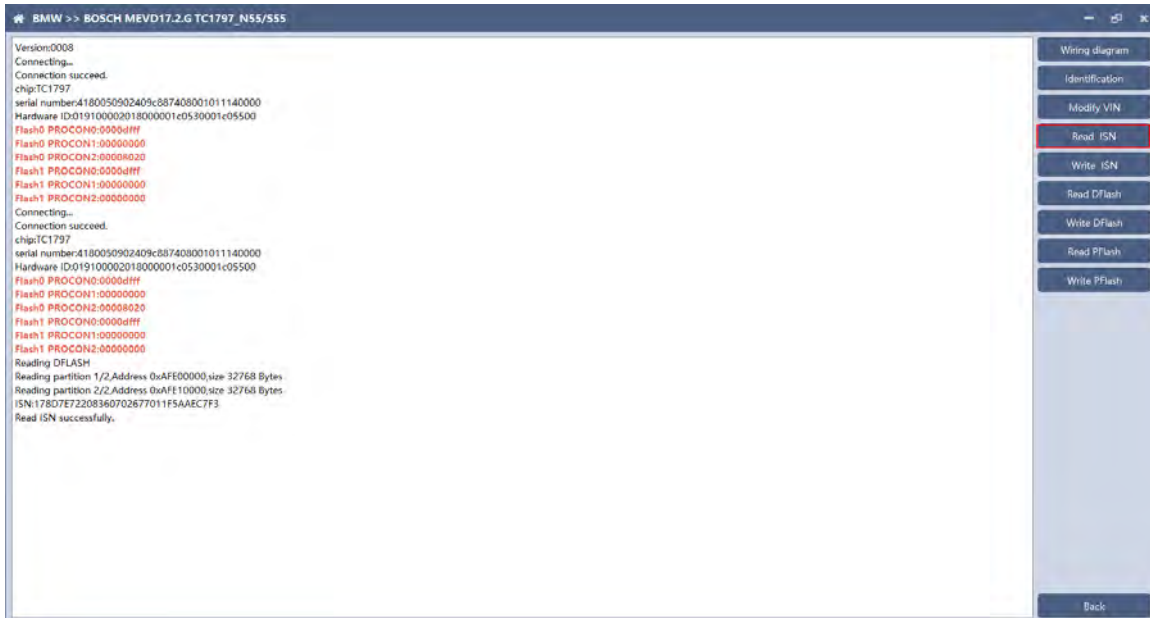 BMW >> BOSCH MEVD17.2.G TC1797_N55/S55
Version:0008
Connecting...
Connection succeed.
chip:TC1797
serial number:4180050902409c887408001011140000
Hardware ID:019100002018000001c0530001c05500
Flash0 PROCON0:0000dfff
Flash0 PROCON1:00000000
Flash0 PROCON2:00008020
Flash1 PROCON0:0000dfff
Flash1 PROCON1:00000000
Flash1 PROCON2:00000000
Connecting...
Connection succeed.
chip:TC1797
serial number:4180050902409c887408001011140000
Hardware ID:019100002018000001c0530001c05500
Flash0 PROCON0:0000dfff
Flash0 PROCON1:00000000
Flash0 PROCON2:00008020
Flash1 PROCON0:0000dfff
Flash1 PROCON1:00000000
Flash1 PROCON2:00000000
Reading DFLASH
Reading partition 1/2,Address 0xAFE00000,size 32768 Bytes
Reading partition 2/2,Address 0xAFE10000,size 32768 Bytes
ISN:178D7E72208360702677011F5AAEC7F3
Read ISN successfully.
Wiring diagram
Identification
Modify VIN
Read ISN
Write ISN
Read DFlash
Write DFlash
Read PFlash
Write PFlash
Back